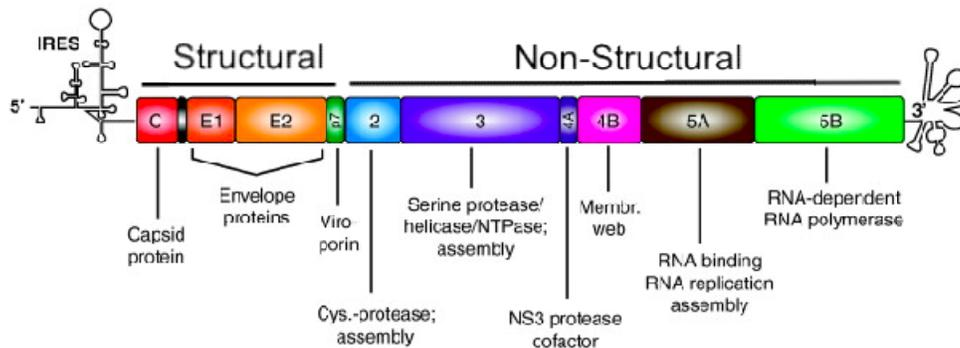 IRES
Structural
Non-Structural
5'
C
E1
E2
p7
2
3
4A
4B
5A
5B
3'
Capsid
protein
Envelope
proteins
Viro-
porin
Cys.-protease;
assembly
Serine protease/
helicase/NTPase;
assembly
NS3 protease
cofactor
Membr.
web
RNA binding
RNA replication
assembly
RNA-dependent
RNA polymerase